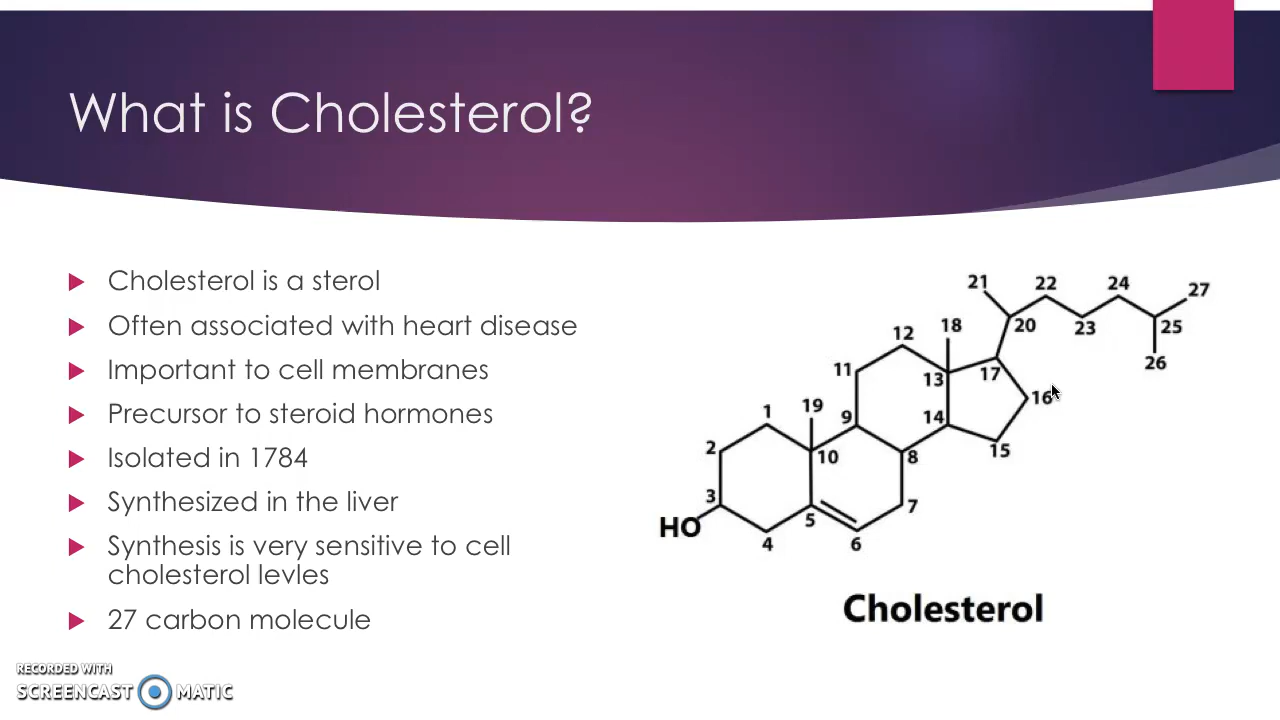 What is Cholesterol?
Cholesterol is a sterol
Often associated with heart disease
Important to cell membranes
Precursor to steroid hormones
Isolated in 1784
Synthesized in the liver
Synthesis is very sensitive to cell
cholesterol levles
27 carbon molecule
21 22 24 27
12 18 20 23 25
11 13 17 26
1 19 9 14 16
2 10 8 15
3 5 7
HO 4 6
Cholesterol
RECORDED WITH
SCREENCAST MATIC